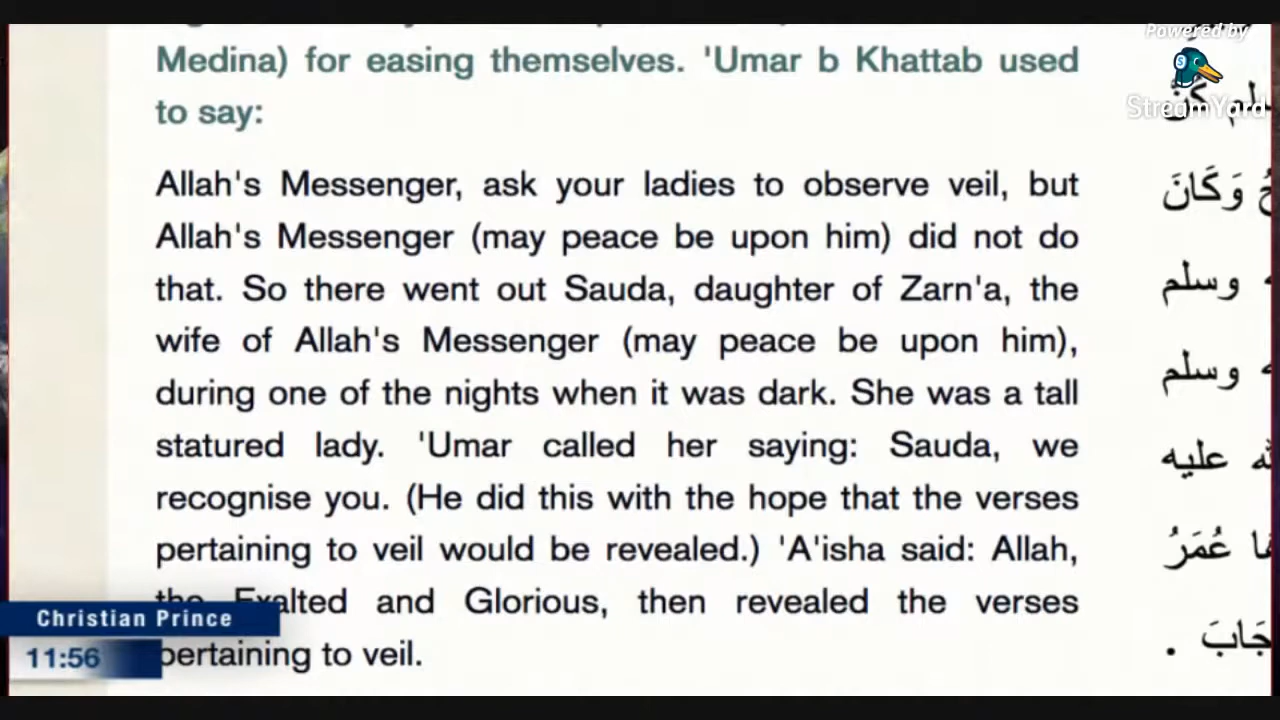 Powered by
StreamYard
Medina) for easing themselves. 'Umar b Khattab used
to say:
Allah's Messenger, ask your ladies to observe veil, but
Allah's Messenger (may peace be upon him) did not do
that. So there went out Sauda, daughter of Zarn'a, the
wife of Allah's Messenger (may peace be upon him),
during one of the nights when it was dark. She was a tall
statured lady. 'Umar called her saying: Sauda, we
recognise you. (He did this with the hope that the verses
pertaining to veil would be revealed.) 'A'isha said: Allah,
the Exalted and Glorious, then revealed the verses
pertaining to veil.
وَكَانَ
وسلم
وسلم
عليه
عُمَرُ
Christian Prince
11:56